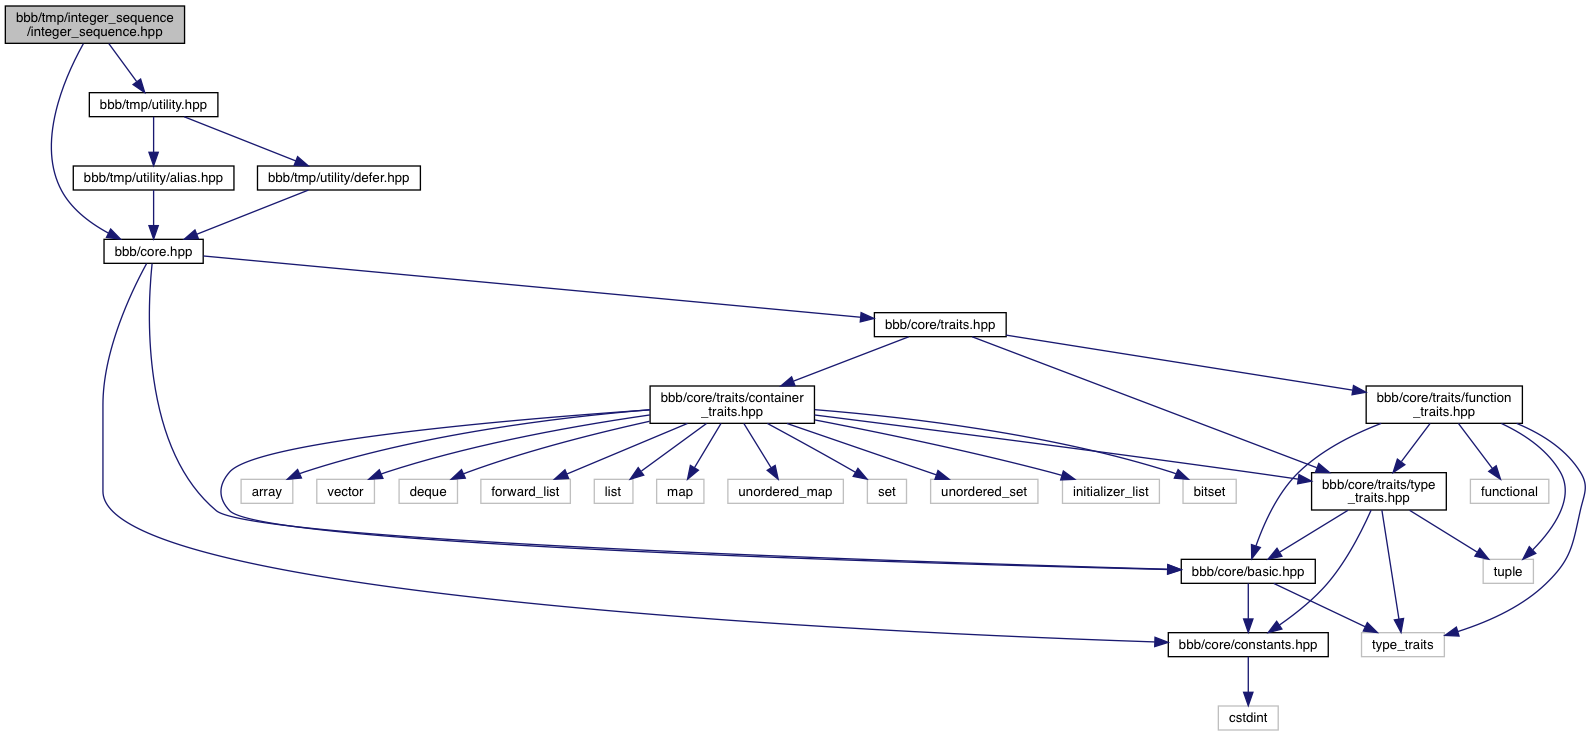 bbb/tmp/integer_sequence
/integer_sequence.hpp
bbb/tmp/utility.hpp
bbb/tmp/utility/alias.hpp
bbb/tmp/utility/defer.hpp
bbb/core.hpp
bbb/core/traits.hpp
bbb/core/traits/container
_traits.hpp
bbb/core/traits/function
_traits.hpp
array
vector
deque
forward_list
list
map
unordered_map
set
unordered_set
initializer_list
bitset
bbb/core/traits/type
_traits.hpp
functional
bbb/core/basic.hpp
tuple
bbb/core/constants.hpp
type_traits
cstdint